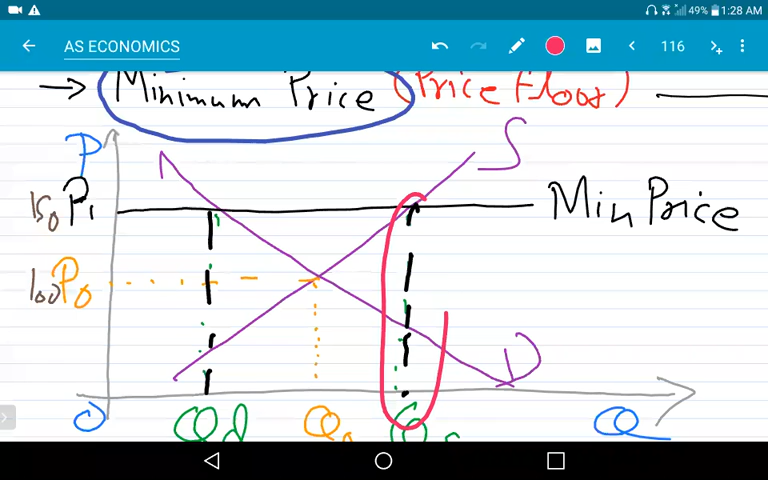 49% 1:28 AM
AS ECONOMICS
116
→ Minimum Price (Price Floor)
P
S
150 P1
Min Price
100 P0
D
O Qd Q0 Qs Q